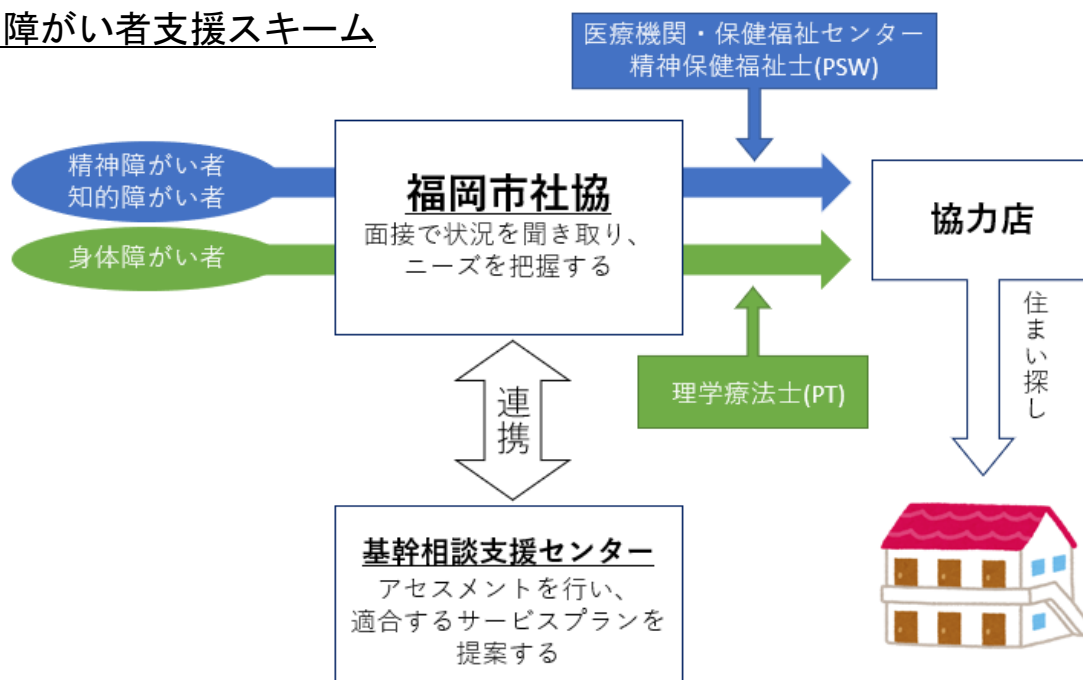 障がい者支援スキーム
医療機関・保健福祉センター
精神保健福祉士(PSW)
精神障がい者
知的障がい者
身体障がい者
福岡市社協
面接で状況を聞き取り、
ニーズを把握する
協力店
理学療法士(PT)
住まい探し
連携
基幹相談支援センター
アセスメントを行い、
適合するサービスプランを
提案する